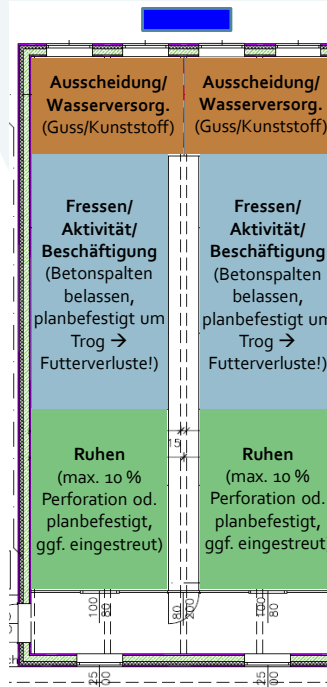 Ausscheidung/
Wasserversorg.
(Guss/Kunststoff)
Ausscheidung/
Wasserversorg.
(Guss/Kunststoff)
Fressen/
Aktivität/
Beschäftigung
(Betonspalten
belassen,
planbefestigt um
Trog →
Futterverluste!)
Fressen/
Aktivität/
Beschäftigung
(Betonspalten
belassen,
planbefestigt um
Trog →
Futterverluste!)
15
Ruhen
(max. 10 %
Perforation od.
planbefestigt,
ggf. eingestreut)
Ruhen
(max. 10 %
Perforation od.
planbefestigt,
ggf. eingestreut
100
80
80
200
100
80
25
00
25
00